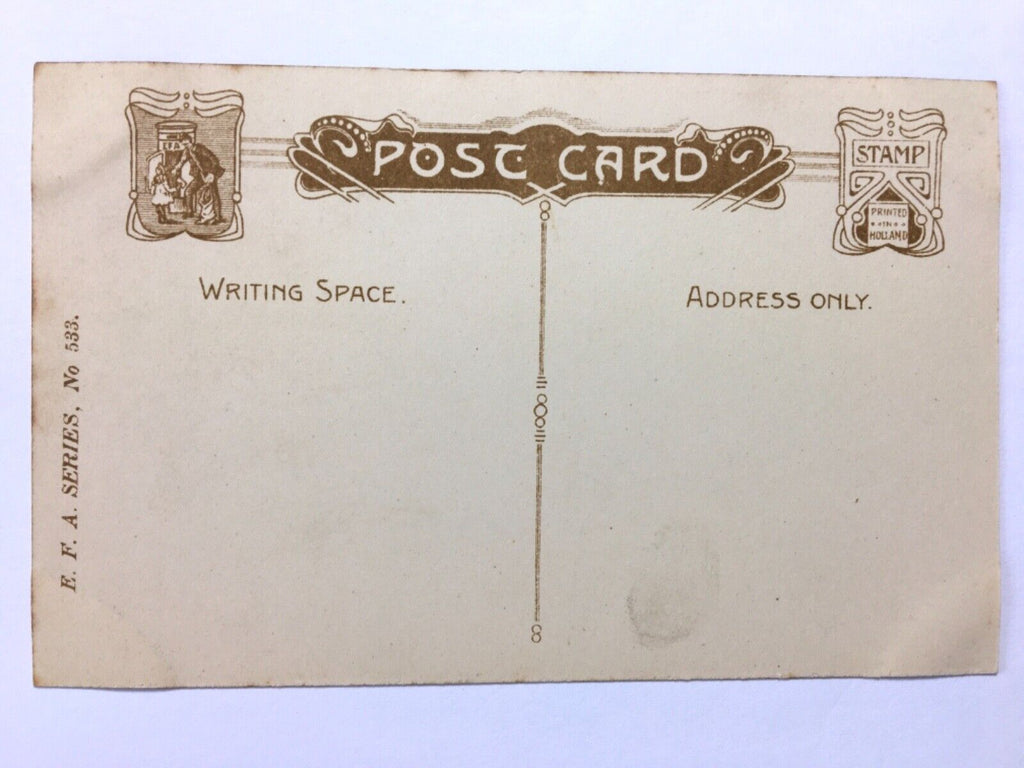 POST CARD
STAMP
PRINTED
IN
HOLLAND
WRITING SPACE.
ADDRESS ONLY.
E. F. A. SERIES, No 533.